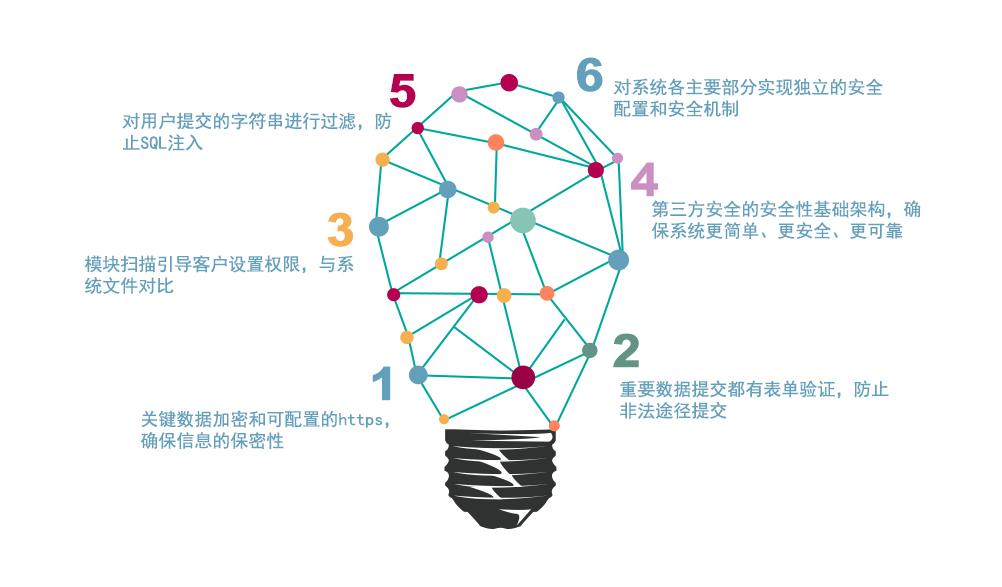 5
对用户提交的字符串进行过滤，防
止SQL注入
6
对系统各主要部分实现独立的安全
配置和安全机制
3
模块扫描引导客户设置权限，与系
统文件对比
4
第三方安全的安全性基础架构，确
保系统更简单、更安全、更可靠
1
关键数据加密和可配置的https，
确保信息的保密性
2
重要数据提交都有表单验证，防止
非法途径提交